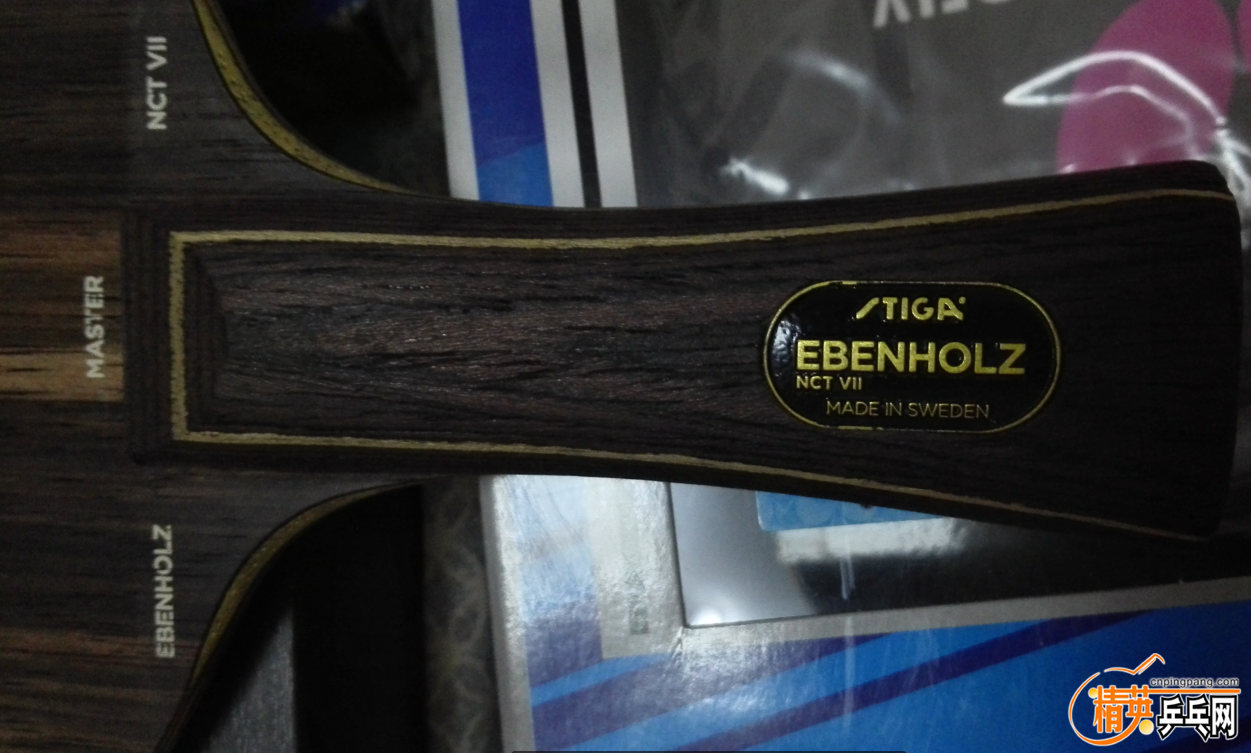 NCT VII
MASTER
EBENHOLZ
STIGA
EBENHOLZ
NCT VII
MADE IN SWEDEN
cnpingpang.com
精英乒乓网